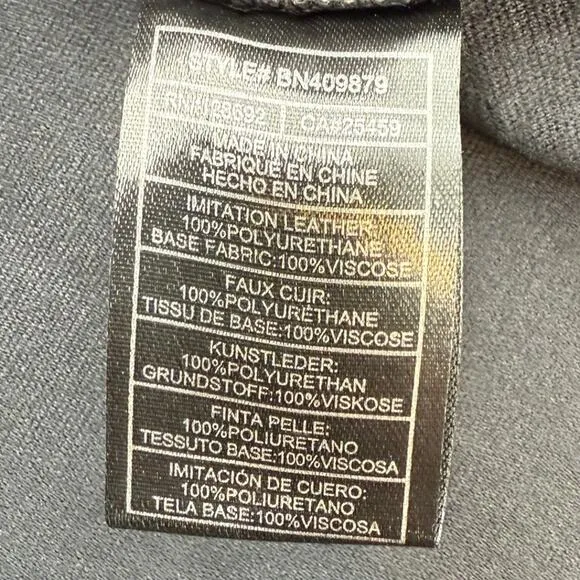 STYLE# BN409879
RN#128692 CA#25459
MADE IN CHINA
FABRIQUE EN CHINE
HECHO EN CHINA
IMITATION LEATHER:
100%POLYURETHANE
BASE FABRIC:100%VISCOSE
FAUX CUIR:
100%POLYURETHANE
TISSU DE BASE:100%VISCOSE
KUNSTLEDER:
100%POLYURETHAN
GRUNDSTOFF:100%VISKOSE
FINTA PELLE:
100%POLIURETANO
TESSUTO BASE:100%VISCOSA
IMITACIÓN DE CUERO:
100%POLIURETANO
TELA BASE:100%VISCOSA